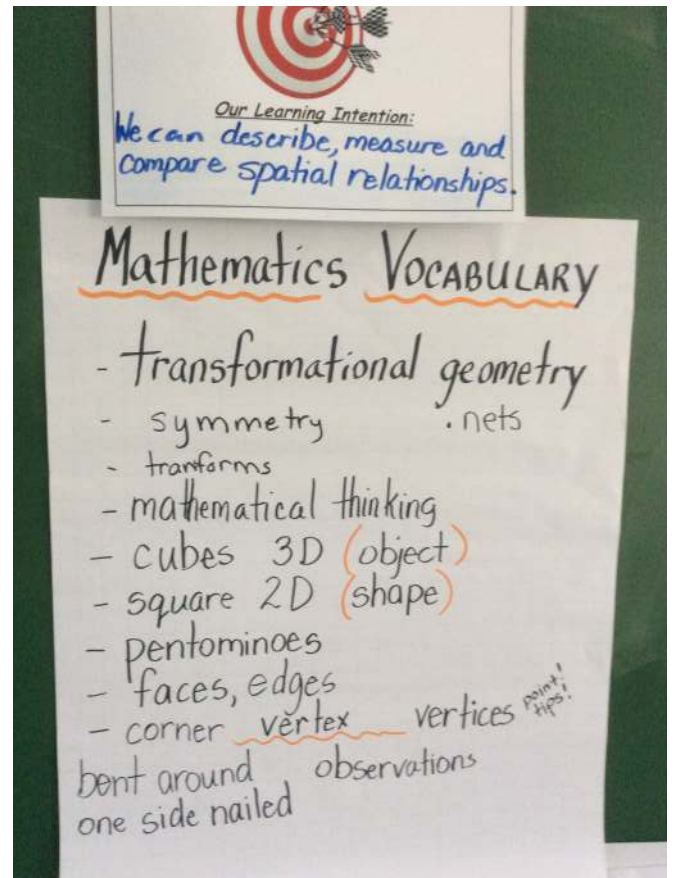 Our Learning Intention:
We can describe, measure and
compare spatial relationships.
Mathematics Vocabulary
- transformational geometry
- symmetry . nets
- tranforms
- mathematical thinking
- cubes 3D (object)
- square 2D (shape)
- pentominoes
- faces, edges
- corner vertex vertices point! tips!
bent around observations
one side nailed